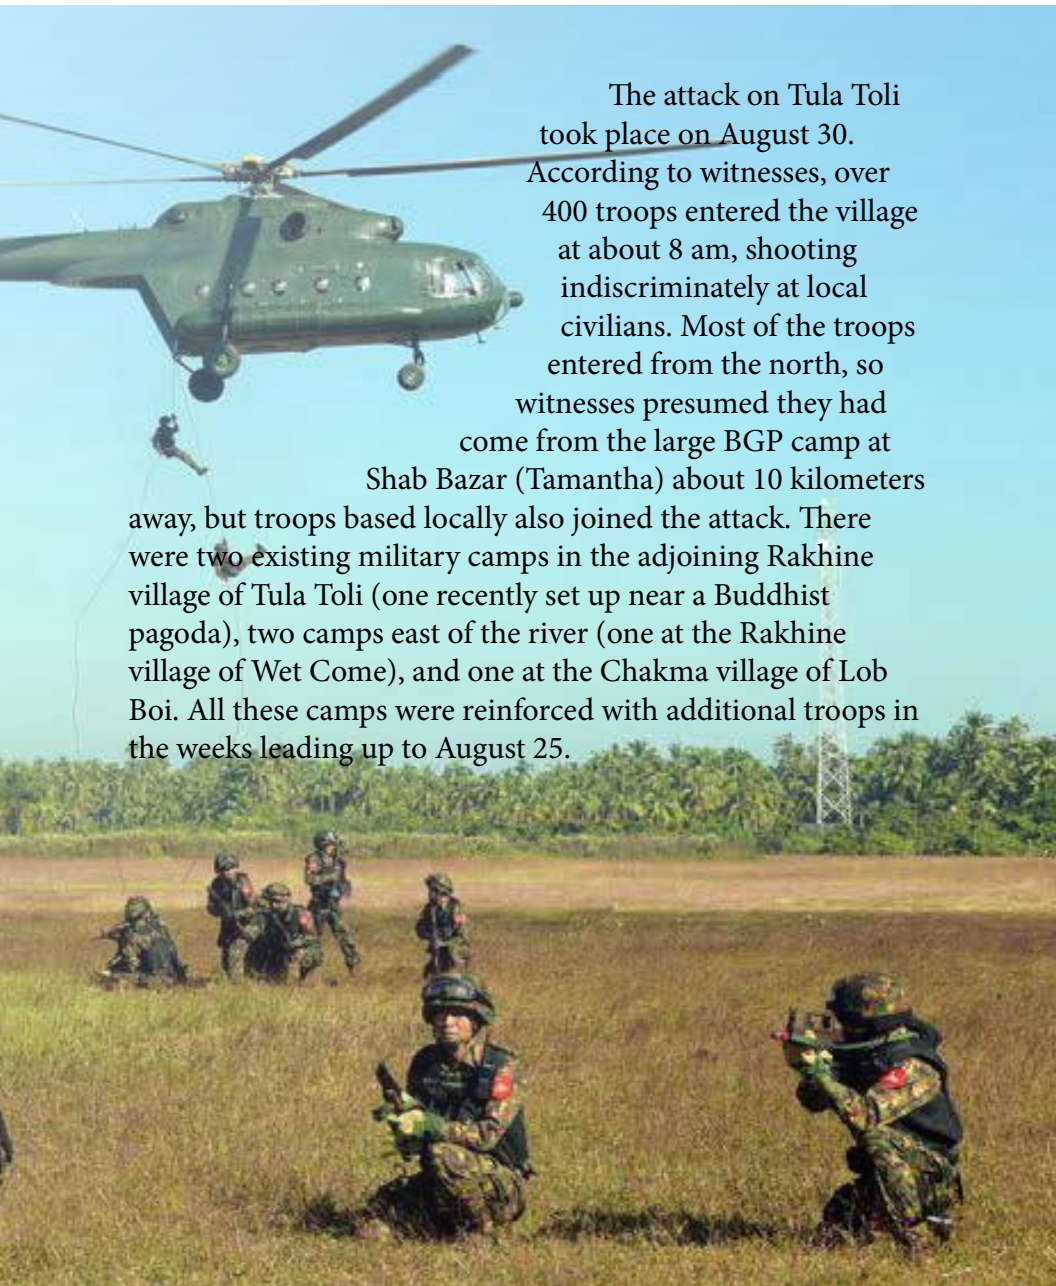 The attack on Tula Toli
took place on August 30.
According to witnesses, over
400 troops entered the village
at about 8 am, shooting
indiscriminately at local
civilians. Most of the troops
entered from the north, so
witnesses presumed they had
come from the large BGP camp at
Shab Bazar (Tamantha) about 10 kilometers
away, but troops based locally also joined the attack. There
were two existing military camps in the adjoining Rakhine
village of Tula Toli (one recently set up near a Buddhist
pagoda), two camps east of the river (one at the Rakhine
village of Wet Come), and one at the Chakma village of Lob
Boi. All these camps were reinforced with additional troops in
the weeks leading up to August 25.